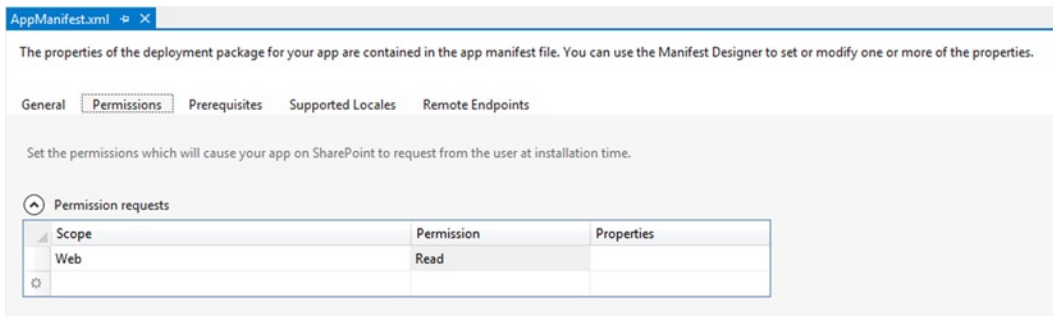 AppManifest.xml
The properties of the deployment package for your app are contained in the app manifest file. You can use the Manifest Designer to set or modify one or more of the properties.
General Permissions Prerequisites Supported Locales Remote Endpoints
Set the permissions which will cause your app on SharePoint to request from the user at installation time.
Permission requests
Scope Permission Properties
Web Read